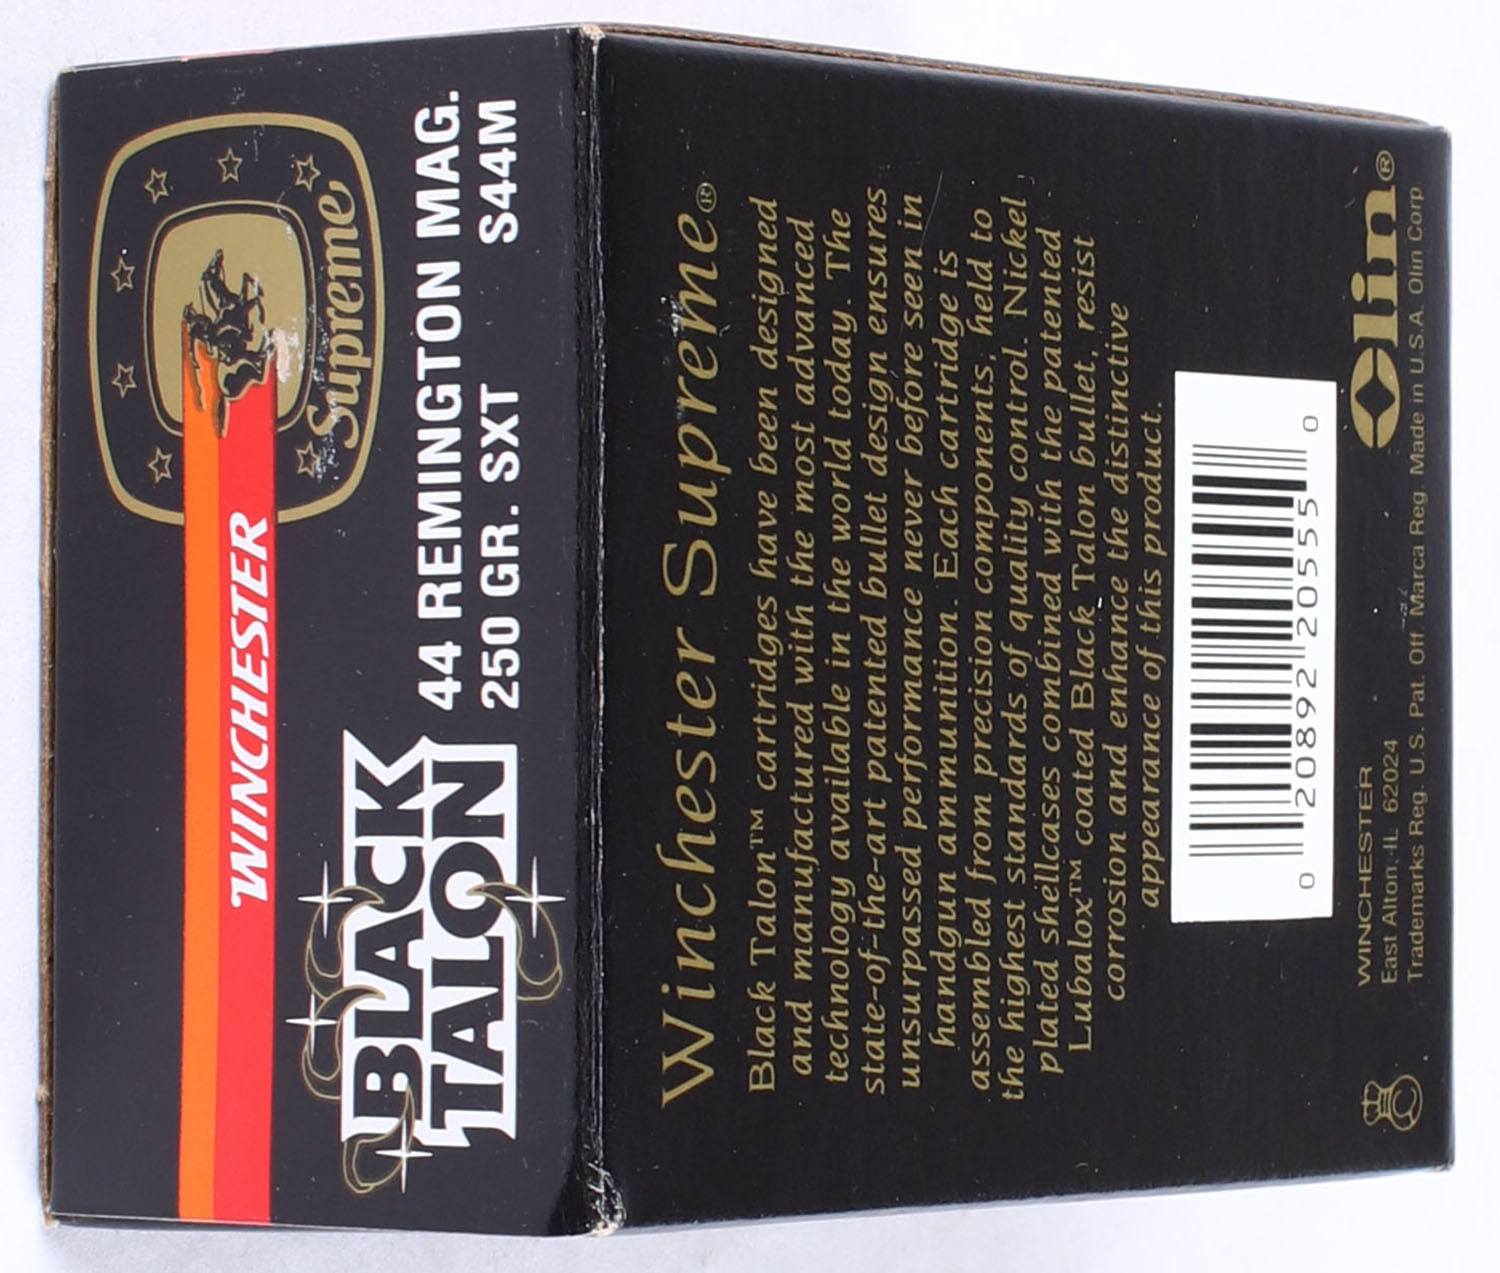 WINCHESTER
Supreme
BLACK
TALON
44 REMINGTON MAG.
250 GR. SXT S44M
Winchester Supreme®
Black Talon™ cartridges have been designed
and manufactured with the most advanced
technology available in the world today. The
state-of-the-art patented bullet design ensures
unsurpassed performance never before seen in
handgun ammunition. Each cartridge is
assembled from precision components, held to
the highest standards of quality control. Nickel
plated shellcases combined with the patented
Lubalox™ coated Black Talon bullet, resist
corrosion and enhance the distinctive
appearance of this product.
0 20892 20555 0
WINCHESTER
East Alton, IL 62024
Trademarks Reg. U.S. Pat. Off. Marca Reg. Made in U.S.A. Olin Corp.
Olin®